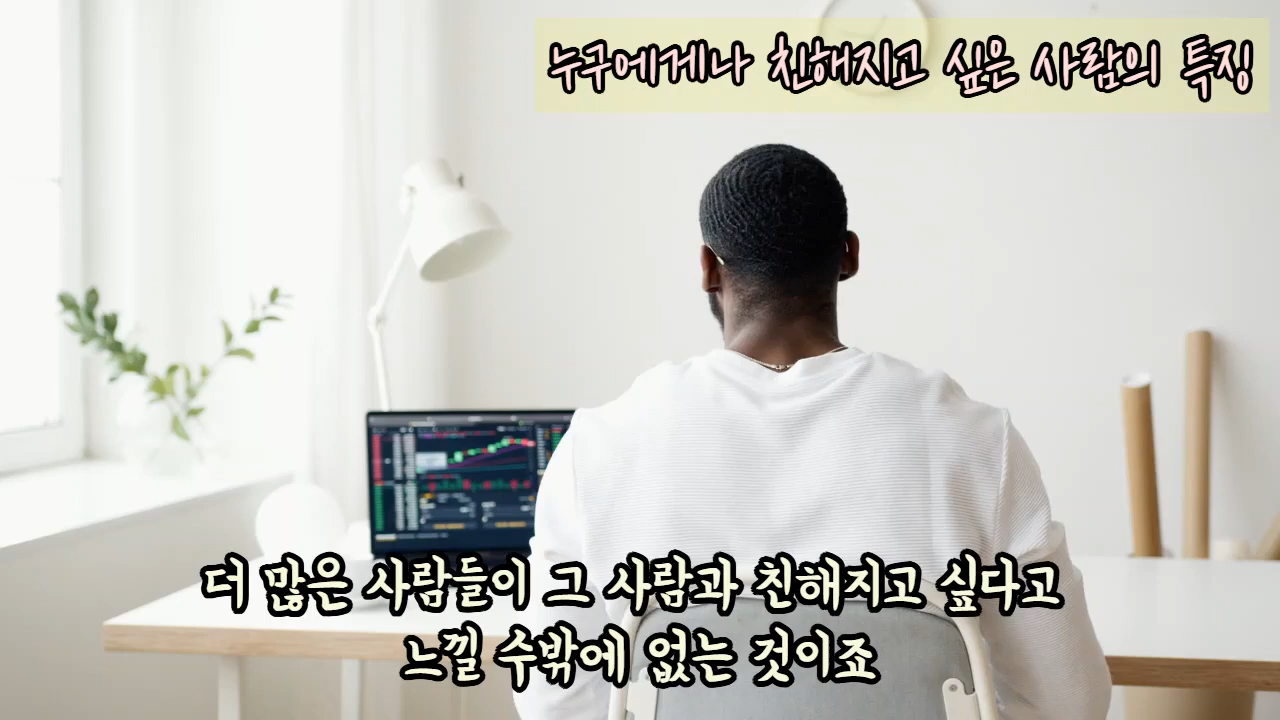 누구에게나 친해지고 싶은 사람의 특징
더 많은 사람들이 그 사람과 친해지고 싶다고
느낄 수밖에 없는 것이죠